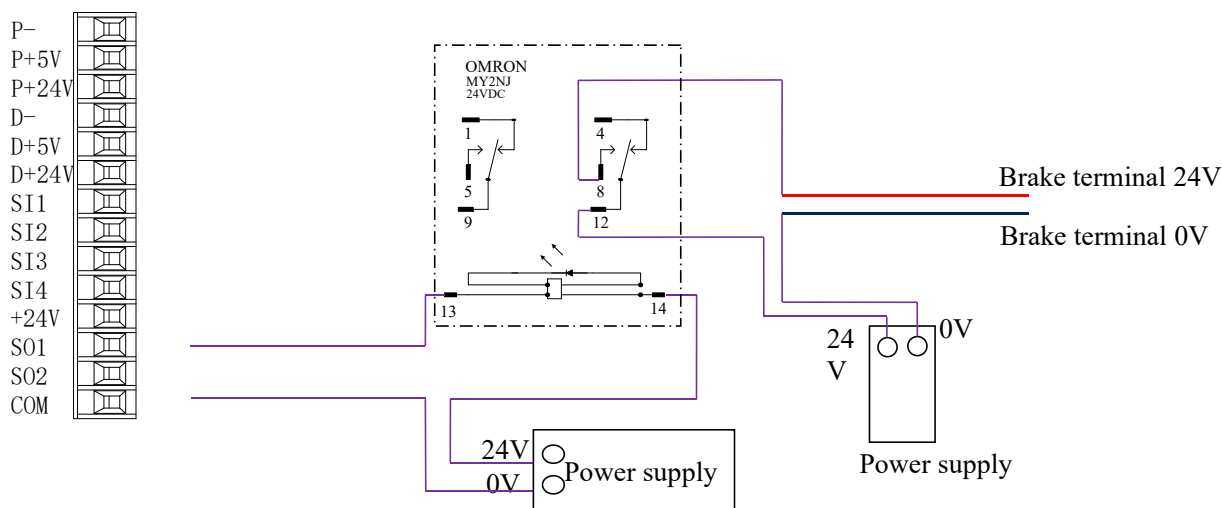 P-
P+5V
P+24V
D-
D+5V
D+24V
SI1
SI2
SI3
SI4
+24V
SO1
SO2
COM
OMRON
MY2NJ
24VDC
1
4
5
8
9
12
13
14
Brake terminal 24V
Brake terminal 0V
24
V
0V
Power supply
24V
0V
Power supply